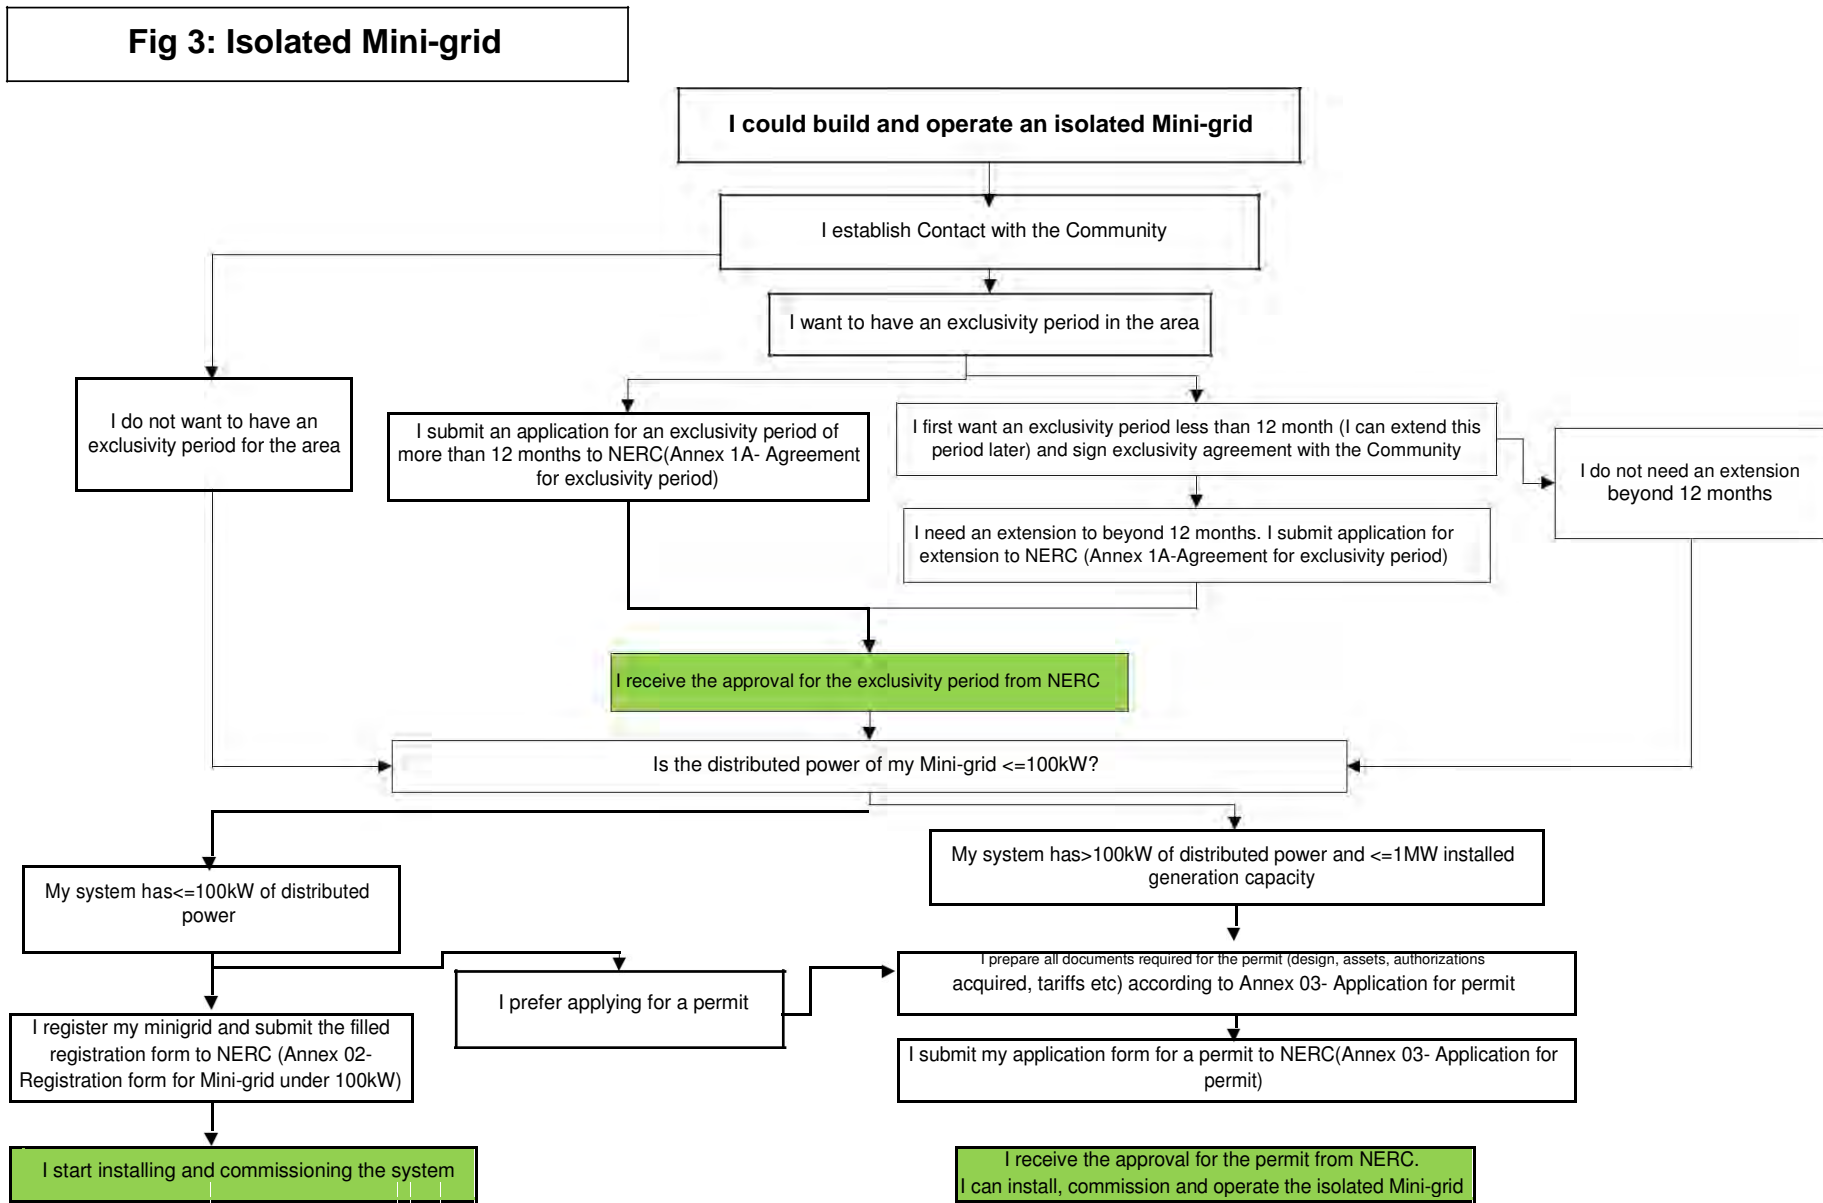 Fig 3: Isolated Mini-grid
I could build and operate an isolated Mini-grid
I establish Contact with the Community
I want to have an exclusivity period in the area
I do not want to have an
exclusivity period for the area
I submit an application for an exclusivity period of
more than 12 months to NERC(Annex 1A- Agreement
for exclusivity period)
I first want an exclusivity period less than 12 month (I can extend this
period later) and sign exclusivity agreement with the Community
I do not need an extension
beyond 12 months
I need an extension to beyond 12 months. I submit application for
extension to NERC (Annex 1A-Agreement for exclusivity period)
I receive the approval for the exclusivity period from NERC
Is the distributed power of my Mini-grid <=100kW?
My system has<=100kW of distributed
power
My system has>100kW of distributed power and <=1MW installed
generation capacity
I prefer applying for a permit
I prepare all documents required for the permit (design, assets, authorizations
acquired, tariffs etc) according to Annex 03- Application for permit
I register my minigrid and submit the filled
registration form to NERC (Annex 02-
Registration form for Mini-grid under 100kW)
I submit my application form for a permit to NERC(Annex 03- Application for
permit)
I start installing and commissioning the system
I receive the approval for the permit from NERC.
I can install, commission and operate the isolated Mini-grid